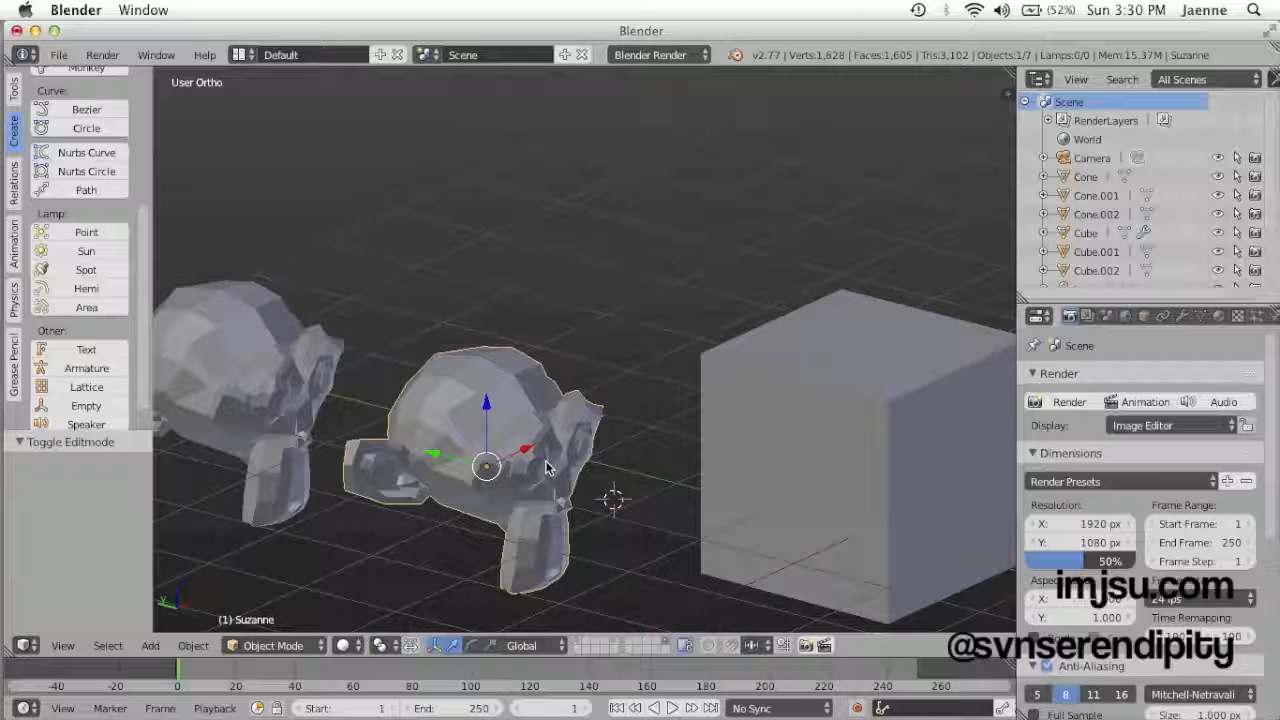 Blender Window (52%) Sun 3:30 PM Jaenne
Blender
File Render Window Help Default Scene Blender Render v2.77 | Verts:1,628 | Faces:1,605 | Tris:3,102 | Objects:1/7 | Lamps:0/0 | Mem:15.37M | Suzanne
User Ortho
View Search All Scenes
Tools
Create
Relations
Animation
Physics
Grease Pencil
Monkey
Curve:
Bezier
Circle
Nurbs Curve
Nurbs Circle
Path
Lamp:
Point
Sun
Spot
Hemi
Area
Other:
Text
Armature
Lattice
Empty
Speaker
Toggle Editmode
Scene
RenderLayers
World
Camera
Cone
Cone.001
Cone.002
Cube
Cube.001
Cube.002
Scene
Render
Render Animation Audio
Display: Image Editor
Dimensions
Render Presets
Resolution: Frame Range:
X: 1920 px Start Frame: 1
Y: 1080 px End Frame: 250
50% Frame Step: 1
imjsu.com
X: 24 fps
Y: 1.000 Time Remapping:
@svnserendipity
Anti-Aliasing
5 8 11 16 Mitchell-Netravali
Full Sample Size: 1.000 px
y
(1) Suzanne
View Select Add Object Object Mode Global
-40 -20 0 20 40 60 80 100 120 140 160 180 200 220 240 260
View Marker Frame Playback Start: 1 End: 250 1 No Sync